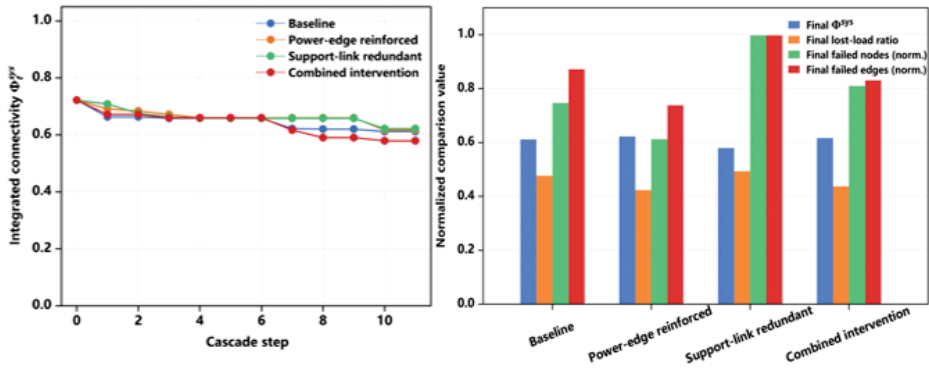 Integrated connectivity Φ_t^sys
1.0
0.8
0.6
0.4
0.2
0.0
Baseline
Power-edge reinforced
Support-link redundant
Combined intervention
0
2
4
6
8
10
Cascade step
Normalized comparison value
1.0
0.8
0.6
0.4
0.2
0.0
Final Φ^sys
Final lost-load ratio
Final failed nodes (norm.)
Final failed edges (norm.)
Baseline
Power-edge reinforced
Support-link redundant
Combined intervention